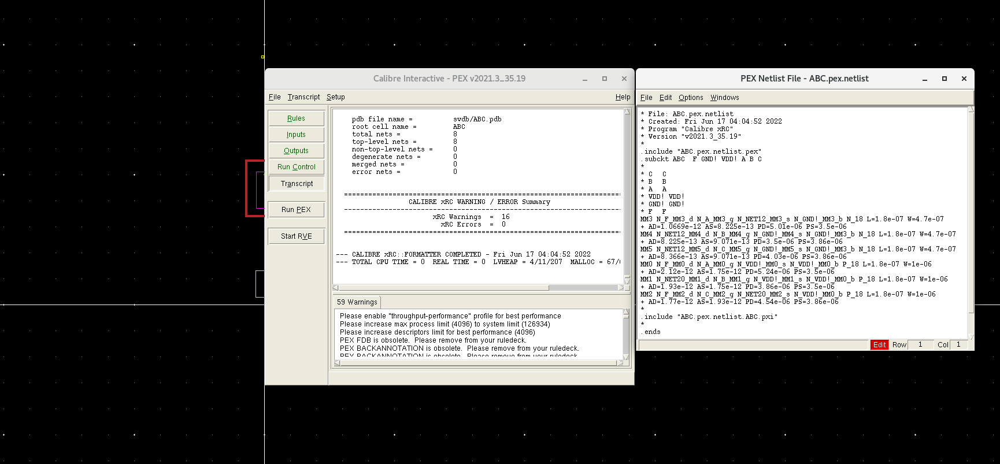 Calibre Interactive - PEX v2021.3_35.19
File Transcript Setup Help
Rules
Inputs
Outputs
Run Control
Transcript
Run PEX
Start RVE
pdb file name = svdb/ABC.pdb
root cell name = ABC
total nets = 8
top-level nets = 8
non-top-level nets = 0
degenerate nets = 0
merged nets = 0
error nets = 0
CALIBRE xRC WARNING / ERROR Summary
xRC Warnings = 16
xRC Errors = 0
--- CALIBRE xRC::FORMATTER COMPLETED - Fri Jun 17 04:04:52 2022
--- TOTAL CPU TIME = 0 REAL TIME = 0 LVHEAP = 4/11/207 MALLOC = 67/
59 Warnings
Please enable "throughput-performance" profile for best performance
Please increase max process limit (4096) to system limit (126934)
Please increase descriptors limit for best performance (4096)
PEX FDB is obsolete. Please remove from your ruledeck.
PEX BACKANNOTATION is obsolete. Please remove from your ruledeck.
PEX BACKANNOTATION is obsolete. Please remove from your ruledeck.
PEX Netlist File - ABC.pex.netlist
File Edit Options Windows
* File: ABC.pex.netlist
* Created: Fri Jun 17 04:04:52 2022
* Program "Calibre xRC"
* Version "v2021.3_35.19"
*
.include "ABC.pex.netlist.pex"
.subckt ABC F GND! VDD! A B C
*
* C C
* B B
* A A
* VDD! VDD!
* GND! GND!
* F F
MM3 N_F_MM3_d N_A_MM3_g N_NET12_MM3_s N_GND!_MM3_b N_18 L=1.8e-07 W=4.7e-07
+ AD=1.0669e-12 AS=8.225e-13 PD=5.01e-06 PS=3.5e-06
MM4 N_NET12_MM4_d N_B_MM4_g N_GND!_MM4_s N_GND!_MM3_b N_18 L=1.8e-07 W=4.7e-07
+ AD=8.225e-13 AS=9.071e-13 PD=3.5e-06 PS=3.86e-06
MM5 N_NET12_MM5_d N_C_MM5_g N_GND!_MM5_s N_GND!_MM3_b N_18 L=1.8e-07 W=4.7e-07
+ AD=8.366e-13 AS=9.071e-13 PD=4.03e-06 PS=3.86e-06
MM0 N_F_MM0_d N_A_MM0_g N_VDD!_MM0_s N_VDD!_MM0_b P_18 L=1.8e-07 W=1e-06
+ AD=2.12e-12 AS=1.75e-12 PD=5.24e-06 PS=3.5e-06
MM1 N_NET20_MM1_d N_B_MM1_g N_VDD!_MM1_s N_VDD!_MM0_b P_18 L=1.8e-07 W=1e-06
+ AD=1.93e-12 AS=1.75e-12 PD=3.86e-06 PS=3.5e-06
MM2 N_F_MM2_d N_C_MM2_g N_NET20_MM2_s N_VDD!_MM0_b P_18 L=1.8e-07 W=1e-06
+ AD=1.77e-12 AS=1.93e-12 PD=4.54e-06 PS=3.86e-06
*
.include "ABC.pex.netlist.ABC.pxi"
*
.ends
Edit Row 1 Col 1